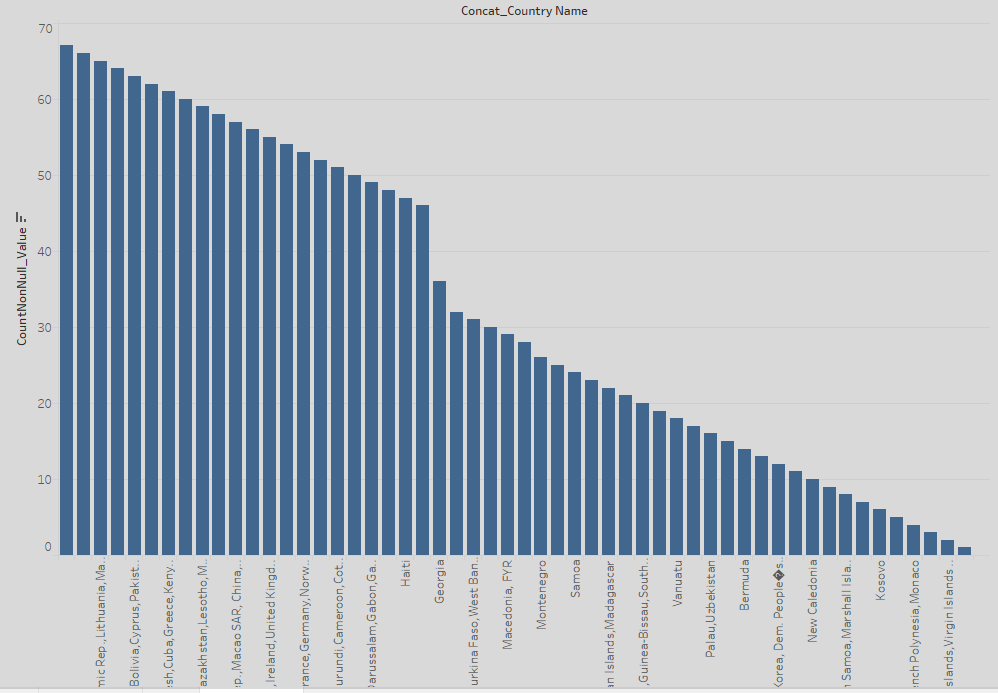 Concat_Country Name
70
60
50
40
30
20
10
0
CountNonNull_Value
mic Rep.,Lithuania,Ma..
Bolivia,Cyprus,Pakist..
esh,Cuba,Greece,Keny..
azakhstan,Lesotho,M..
ep.,Macao SAR, China,..
,Ireland,United Kingd..
rance,Germany,Norw..
urundi,Cameroon,Cot..
Darussalam,Gabon,Ga..
Haiti
Georgia
urkina Faso,West Ban..
Macedonia, FYR
Montenegro
Samoa
an Islands,Madagascar
,Guinea-Bissau,South..
Vanuatu
Palau,Uzbekistan
Bermuda
Korea, Dem. People�s..
New Caledonia
n Samoa,Marshall Isla..
Kosovo
ench Polynesia,Monaco
slands,Virgin Islands..